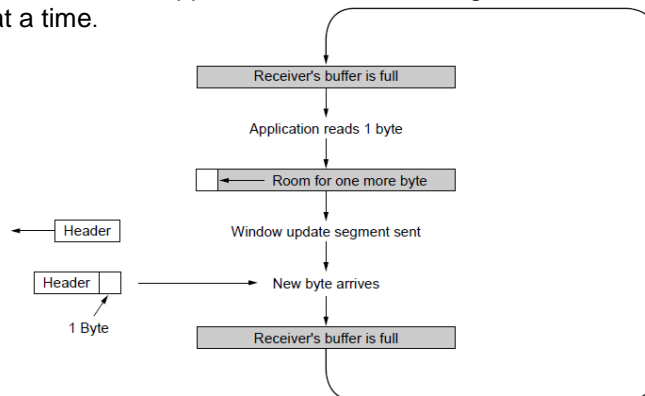 at a time.
Receiver's buffer is full
Application reads 1 byte
Room for one more byte
Header
Window update segment sent
Header
New byte arrives
1 Byte
Receiver's buffer is full